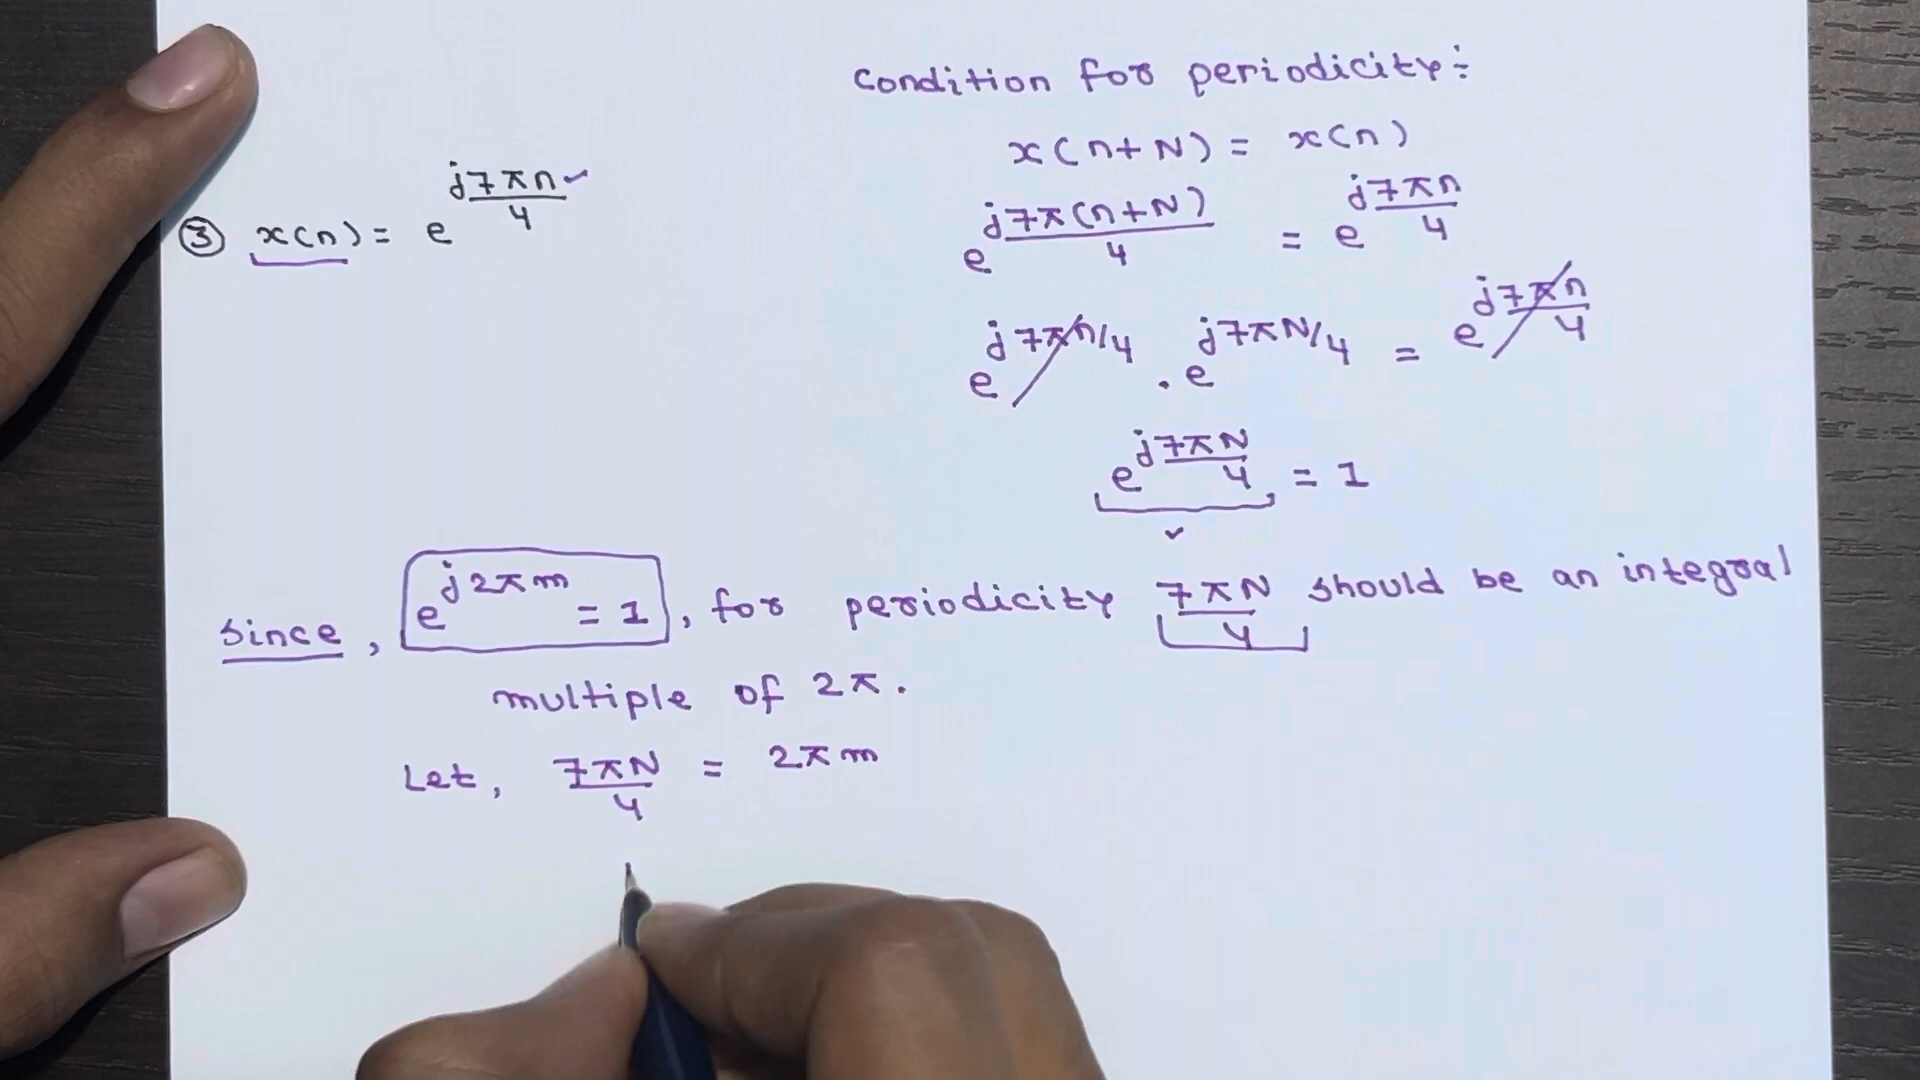 Condition for periodicity:
x(n+N) = x(n)
③ x(n) = e^(j7πn/4) ✓
e^(j7π(n+N)/4) = e^(j7πn/4)
e^(j7πn/4) . e^(j7πN/4) = e^(j7πn/4)
e^(j7πN/4) = 1
✓
Since, e^(j2πm) = 1, for periodicity 7πN/4 should be an integral
multiple of 2π.
Let, 7πN/4 = 2πm